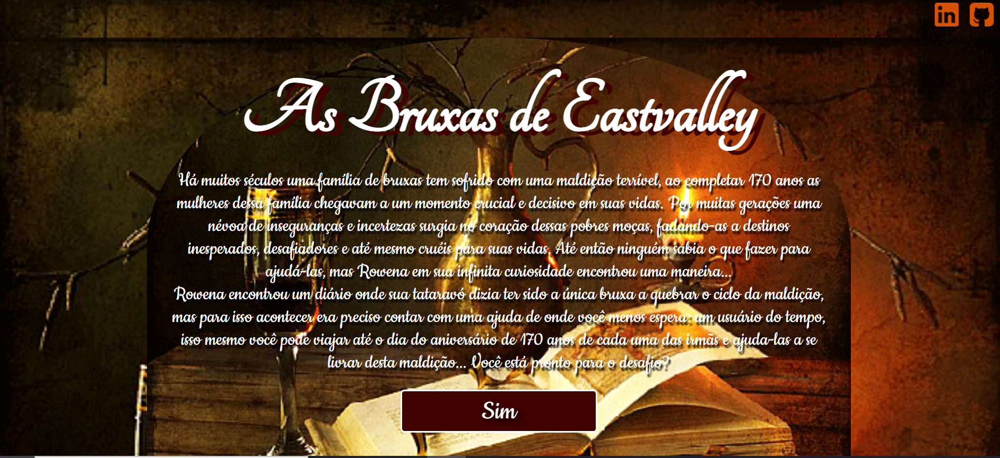 in
As Bruxas de Eastvalley
Há muitos séculos uma família de bruxas tem sofrido com uma maldição terrível, ao completar 170 anos as
mulheres dessa família chegavam a um momento crucial e decisivo em suas vidas. Por muitas gerações uma
névoa de inseguranças e incertezas surgia no coração dessas pobres moças, fadando-as a destinos
inesperados, desafiadores e até mesmo cruéis para suas vidas. Até então ninguém sabia o que fazer para
ajudá-las, mas Rowena em sua infinita curiosidade encontrou uma maneira...
Rowena encontrou um diário onde sua tataravó dizia ter sido a única bruxa a quebrar o ciclo da maldição,
mas para isso acontecer era preciso contar com uma ajuda de onde você menos espera: um usuário do tempo,
isso mesmo você pode viajar até o dia do aniversário de 170 anos de cada uma das irmãs e ajuda-las a se
livrar desta maldição... Você está pronto para o desafio?
Sim